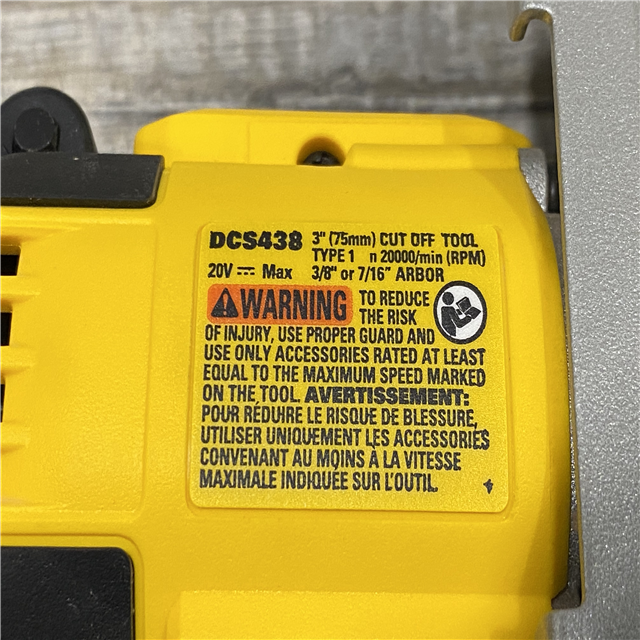 DCS438 3" (75mm) CUT OFF TOOL
TYPE 1 n 20000/min (RPM)
20V ⎓ Max 3/8" or 7/16" ARBOR
⚠WARNING TO REDUCE
THE RISK
OF INJURY, USE PROPER GUARD AND
USE ONLY ACCESSORIES RATED AT LEAST
EQUAL TO THE MAXIMUM SPEED MARKED
ON THE TOOL. AVERTISSEMENT:
POUR RÉDUIRE LE RISQUE DE BLESSURE,
UTILISER UNIQUEMENT LES ACCESSORIES
CONVENANT AU MOINS À LA VITESSE
MAXIMALE INDIQUÉE SUR L'OUTIL.